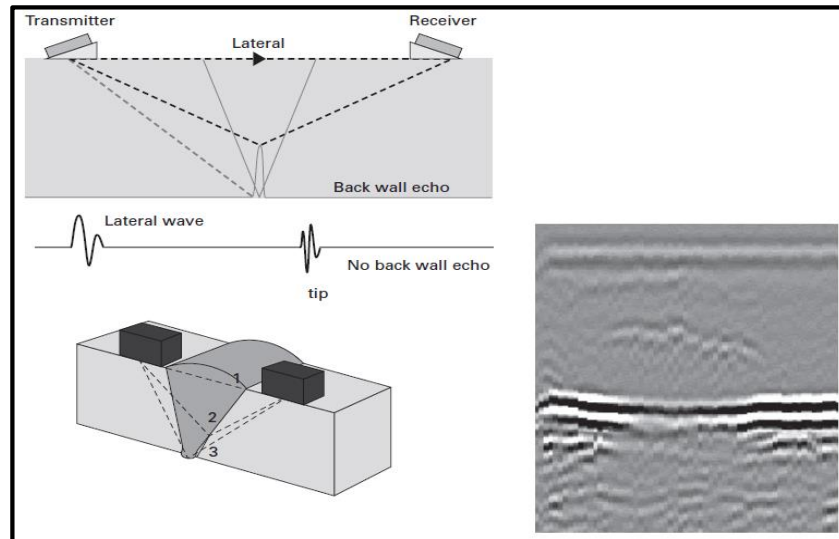 Transmitter
Receiver
Lateral
Back wall echo
Lateral wave
No back wall echo
tip
1
2
3